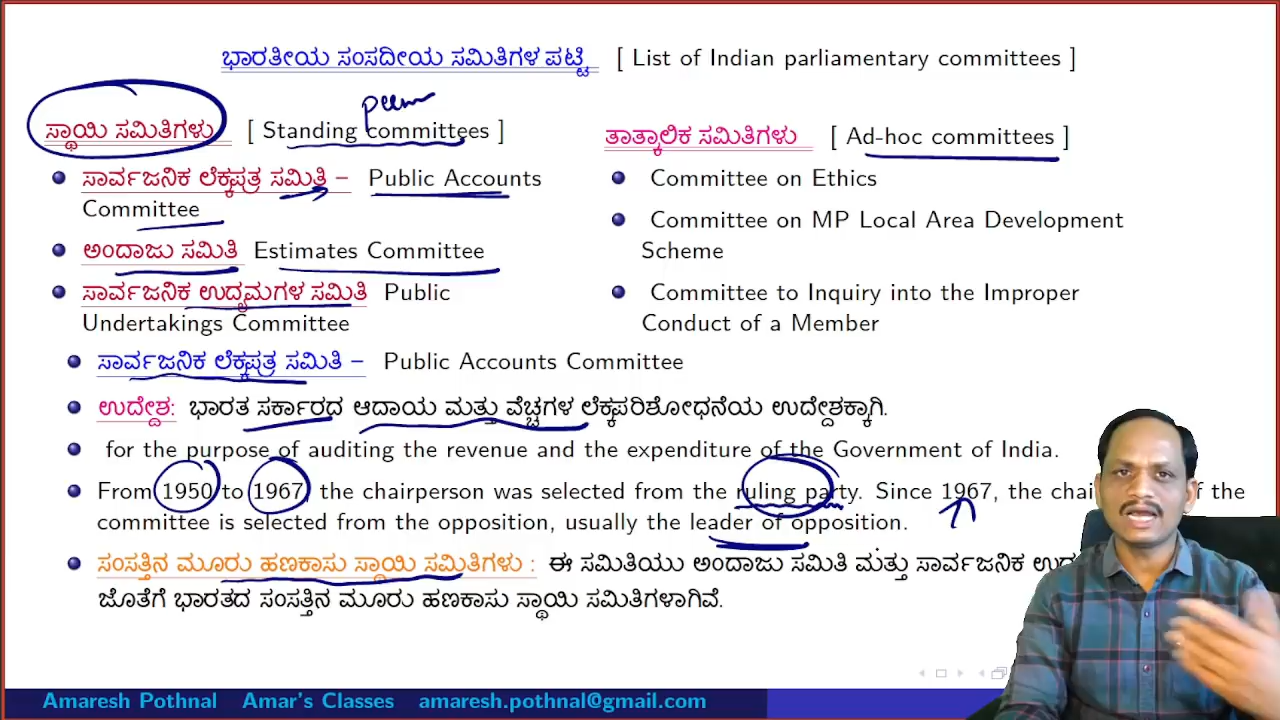 ಭಾರತೀಯ ಸಂಸದೀಯ ಸಮಿತಿಗಳ ಪಟ್ಟಿ [ List of Indian parliamentary committees ]
ಸ್ಥಾಯಿ ಸಮಿತಿಗಳು [ Standing committees ]
ಸಾರ್ವಜನಿಕ ಲೆಕ್ಕಪತ್ರ ಸಮಿತಿ – Public Accounts
Committee
ಅಂದಾಜು ಸಮಿತಿ Estimates Committee
ಸಾರ್ವಜನಿಕ ಉದ್ಯಮಗಳ ಸಮಿತಿ Public
Undertakings Committee
ತಾತ್ಕಾಲಿಕ ಸಮಿತಿಗಳು [ Ad-hoc committees ]
Committee on Ethics
Committee on MP Local Area Development
Scheme
Committee to Inquiry into the Improper
Conduct of a Member
ಸಾರ್ವಜನಿಕ ಲೆಕ್ಕಪತ್ರ ಸಮಿತಿ – Public Accounts Committee
ಉದೇಶ: ಭಾರತ ಸರ್ಕಾರದ ಆದಾಯ ಮತ್ತು ವೆಚ್ಚಗಳ ಲೆಕ್ಕಪರಿಶೋಧನೆಯ ಉದೇಶಕ್ಕಾಗಿ.
for the purpose of auditing the revenue and the expenditure of the Government of India.
From 1950 to 1967, the chairperson was selected from the ruling party. Since 1967, the chai of the
committee is selected from the opposition, usually the leader of opposition.
ಸಂಸತ್ತಿನ ಮೂರು ಹಣಕಾಸು ಸ್ಥಾಯಿ ಸಮಿತಿಗಳು : ಈ ಸಮಿತಿಯು ಅಂದಾಜು ಸಮಿತಿ ಮತ್ತು ಸಾರ್ವಜನಿಕ
ಜೊತೆಗೆ ಭಾರತದ ಸಂಸತ್ತಿನ ಮೂರು ಹಣಕಾಸು ಸ್ಥಾಯಿ ಸಮಿತಿಗಳಾಗಿವೆ.
Amaresh Pothnal Amar's Classes amaresh.pothnal@gmail.com